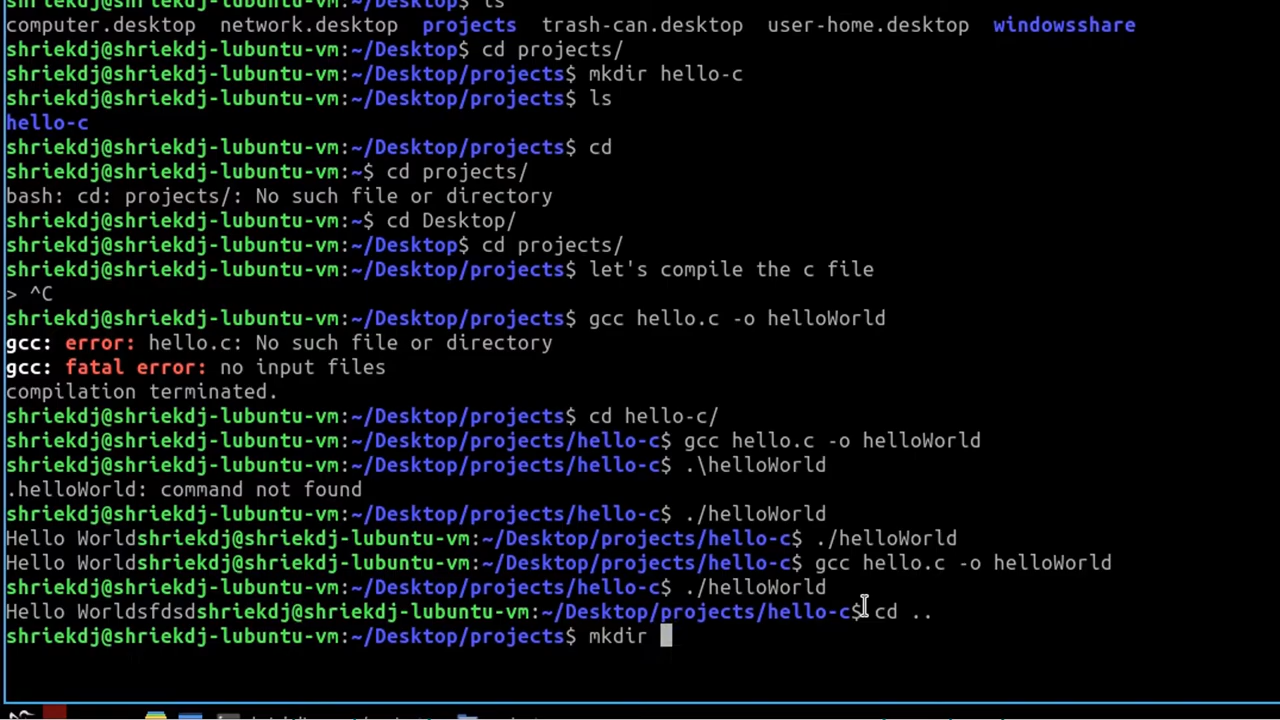 shriekdj@shriekdj-lubuntu-vm:~/Desktop$ ls
computer.desktop  network.desktop  projects  trash-can.desktop  user-home.desktop  windowsshare
shriekdj@shriekdj-lubuntu-vm:~/Desktop$ cd projects/
shriekdj@shriekdj-lubuntu-vm:~/Desktop/projects$ mkdir hello-c
shriekdj@shriekdj-lubuntu-vm:~/Desktop/projects$ ls
hello-c
shriekdj@shriekdj-lubuntu-vm:~/Desktop/projects$ cd
shriekdj@shriekdj-lubuntu-vm:~$ cd projects/
bash: cd: projects/: No such file or directory
shriekdj@shriekdj-lubuntu-vm:~$ cd Desktop/
shriekdj@shriekdj-lubuntu-vm:~/Desktop$ cd projects/
shriekdj@shriekdj-lubuntu-vm:~/Desktop/projects$ let's compile the c file
> ^C
shriekdj@shriekdj-lubuntu-vm:~/Desktop/projects$ gcc hello.c -o helloWorld
gcc: error: hello.c: No such file or directory
gcc: fatal error: no input files
compilation terminated.
shriekdj@shriekdj-lubuntu-vm:~/Desktop/projects$ cd hello-c/
shriekdj@shriekdj-lubuntu-vm:~/Desktop/projects/hello-c$ gcc hello.c -o helloWorld
shriekdj@shriekdj-lubuntu-vm:~/Desktop/projects/hello-c$ .\helloWorld
.helloWorld: command not found
shriekdj@shriekdj-lubuntu-vm:~/Desktop/projects/hello-c$ ./helloWorld
Hello Worldshriekdj@shriekdj-lubuntu-vm:~/Desktop/projects/hello-c$ ./helloWorld
Hello Worldshriekdj@shriekdj-lubuntu-vm:~/Desktop/projects/hello-c$ gcc hello.c -o helloWorld
shriekdj@shriekdj-lubuntu-vm:~/Desktop/projects/hello-c$ ./helloWorld
Hello Worldsfdsdshriekdj@shriekdj-lubuntu-vm:~/Desktop/projects/hello-c$ cd ..
shriekdj@shriekdj-lubuntu-vm:~/Desktop/projects$ mkdir